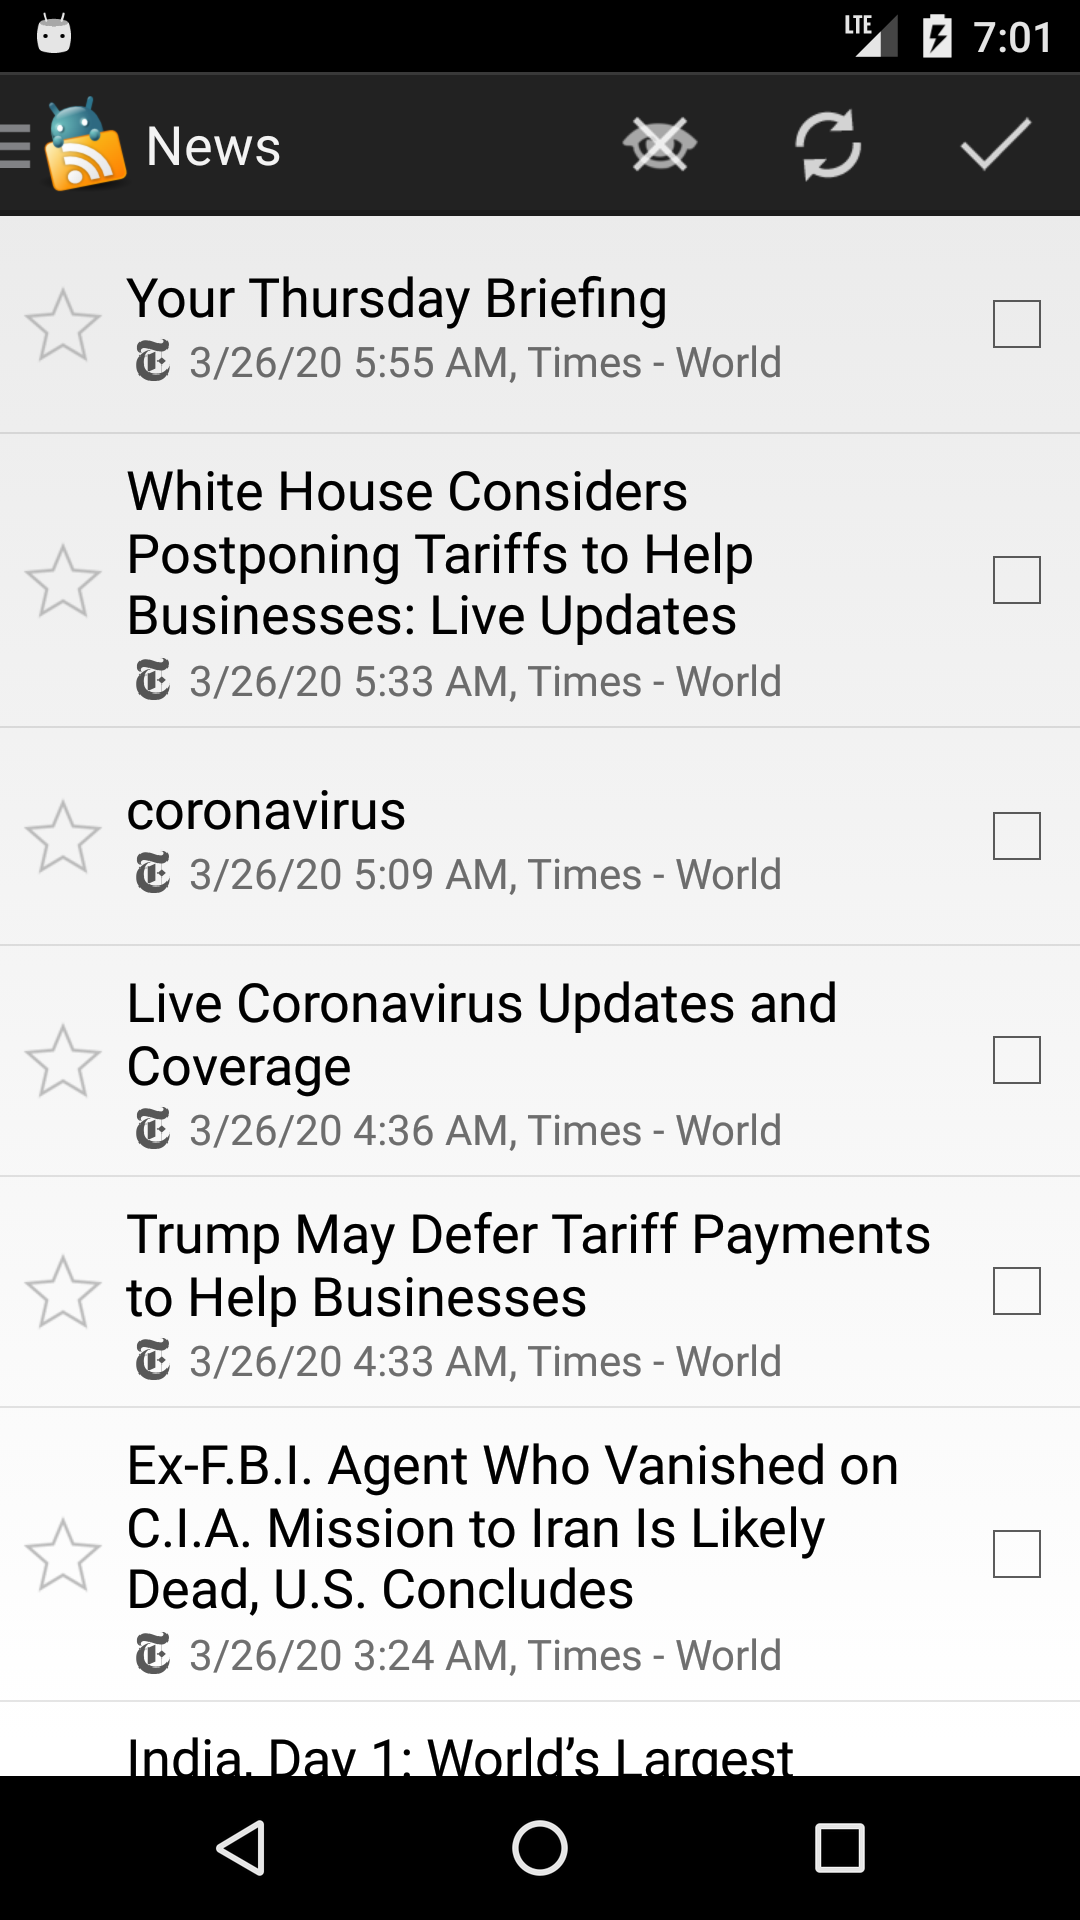 LTE 7:01
News
Your Thursday Briefing
3/26/20 5:55 AM, Times - World
White House Considers
Postponing Tariffs to Help
Businesses: Live Updates
3/26/20 5:33 AM, Times - World
coronavirus
3/26/20 5:09 AM, Times - World
Live Coronavirus Updates and
Coverage
3/26/20 4:36 AM, Times - World
Trump May Defer Tariff Payments
to Help Businesses
3/26/20 4:33 AM, Times - World
Ex-F.B.I. Agent Who Vanished on
C.I.A. Mission to Iran Is Likely
Dead, U.S. Concludes
3/26/20 3:24 AM, Times - World
India, Day 1: World’s Largest